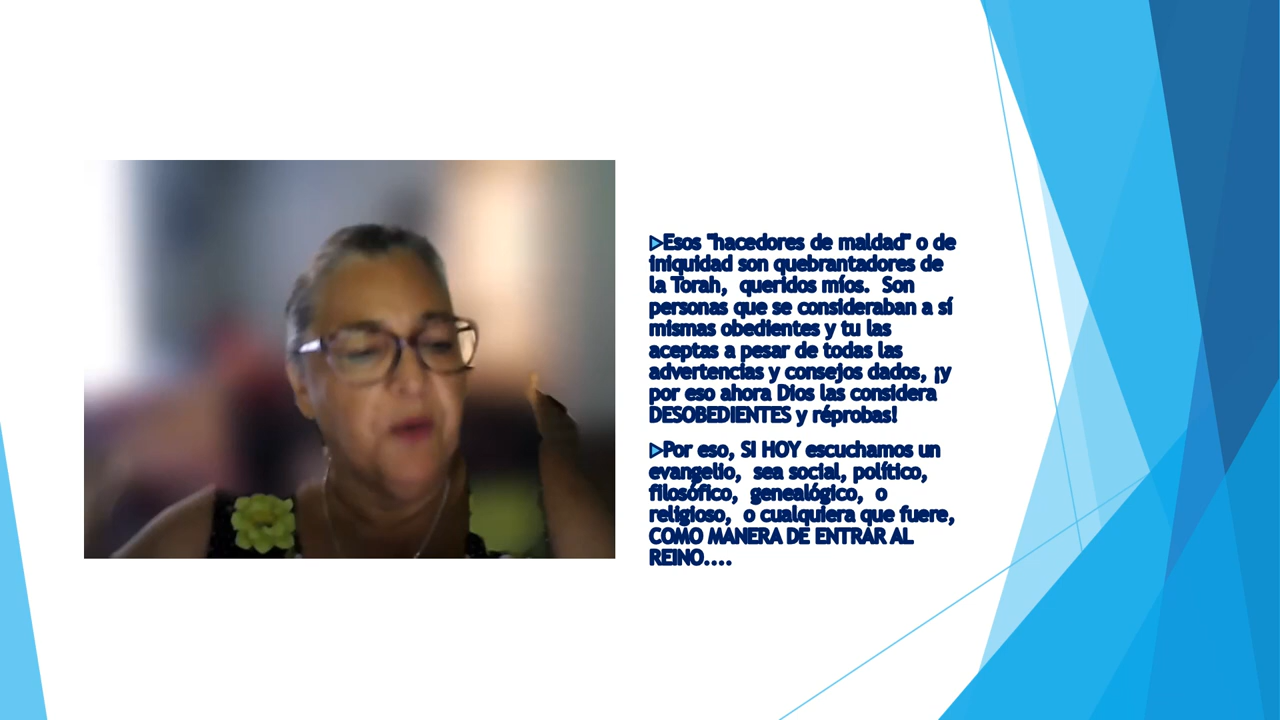 Esos "hacedores de maldad" o de
iniquidad son quebrantadores de
la Torah, queridos míos. Son
personas que se consideraban a sí
mismas obedientes y tu las
aceptas a pesar de todas las
advertencias y consejos dados, ¡y
por eso ahora Dios las considera
DESOBEDIENTES y réprobas!
Por eso, SI HOY escuchamos un
evangelio, sea social, político,
filosófico, genealógico, o
religioso, o cualquiera que fuere,
COMO MANERA DE ENTRAR AL
REINO....